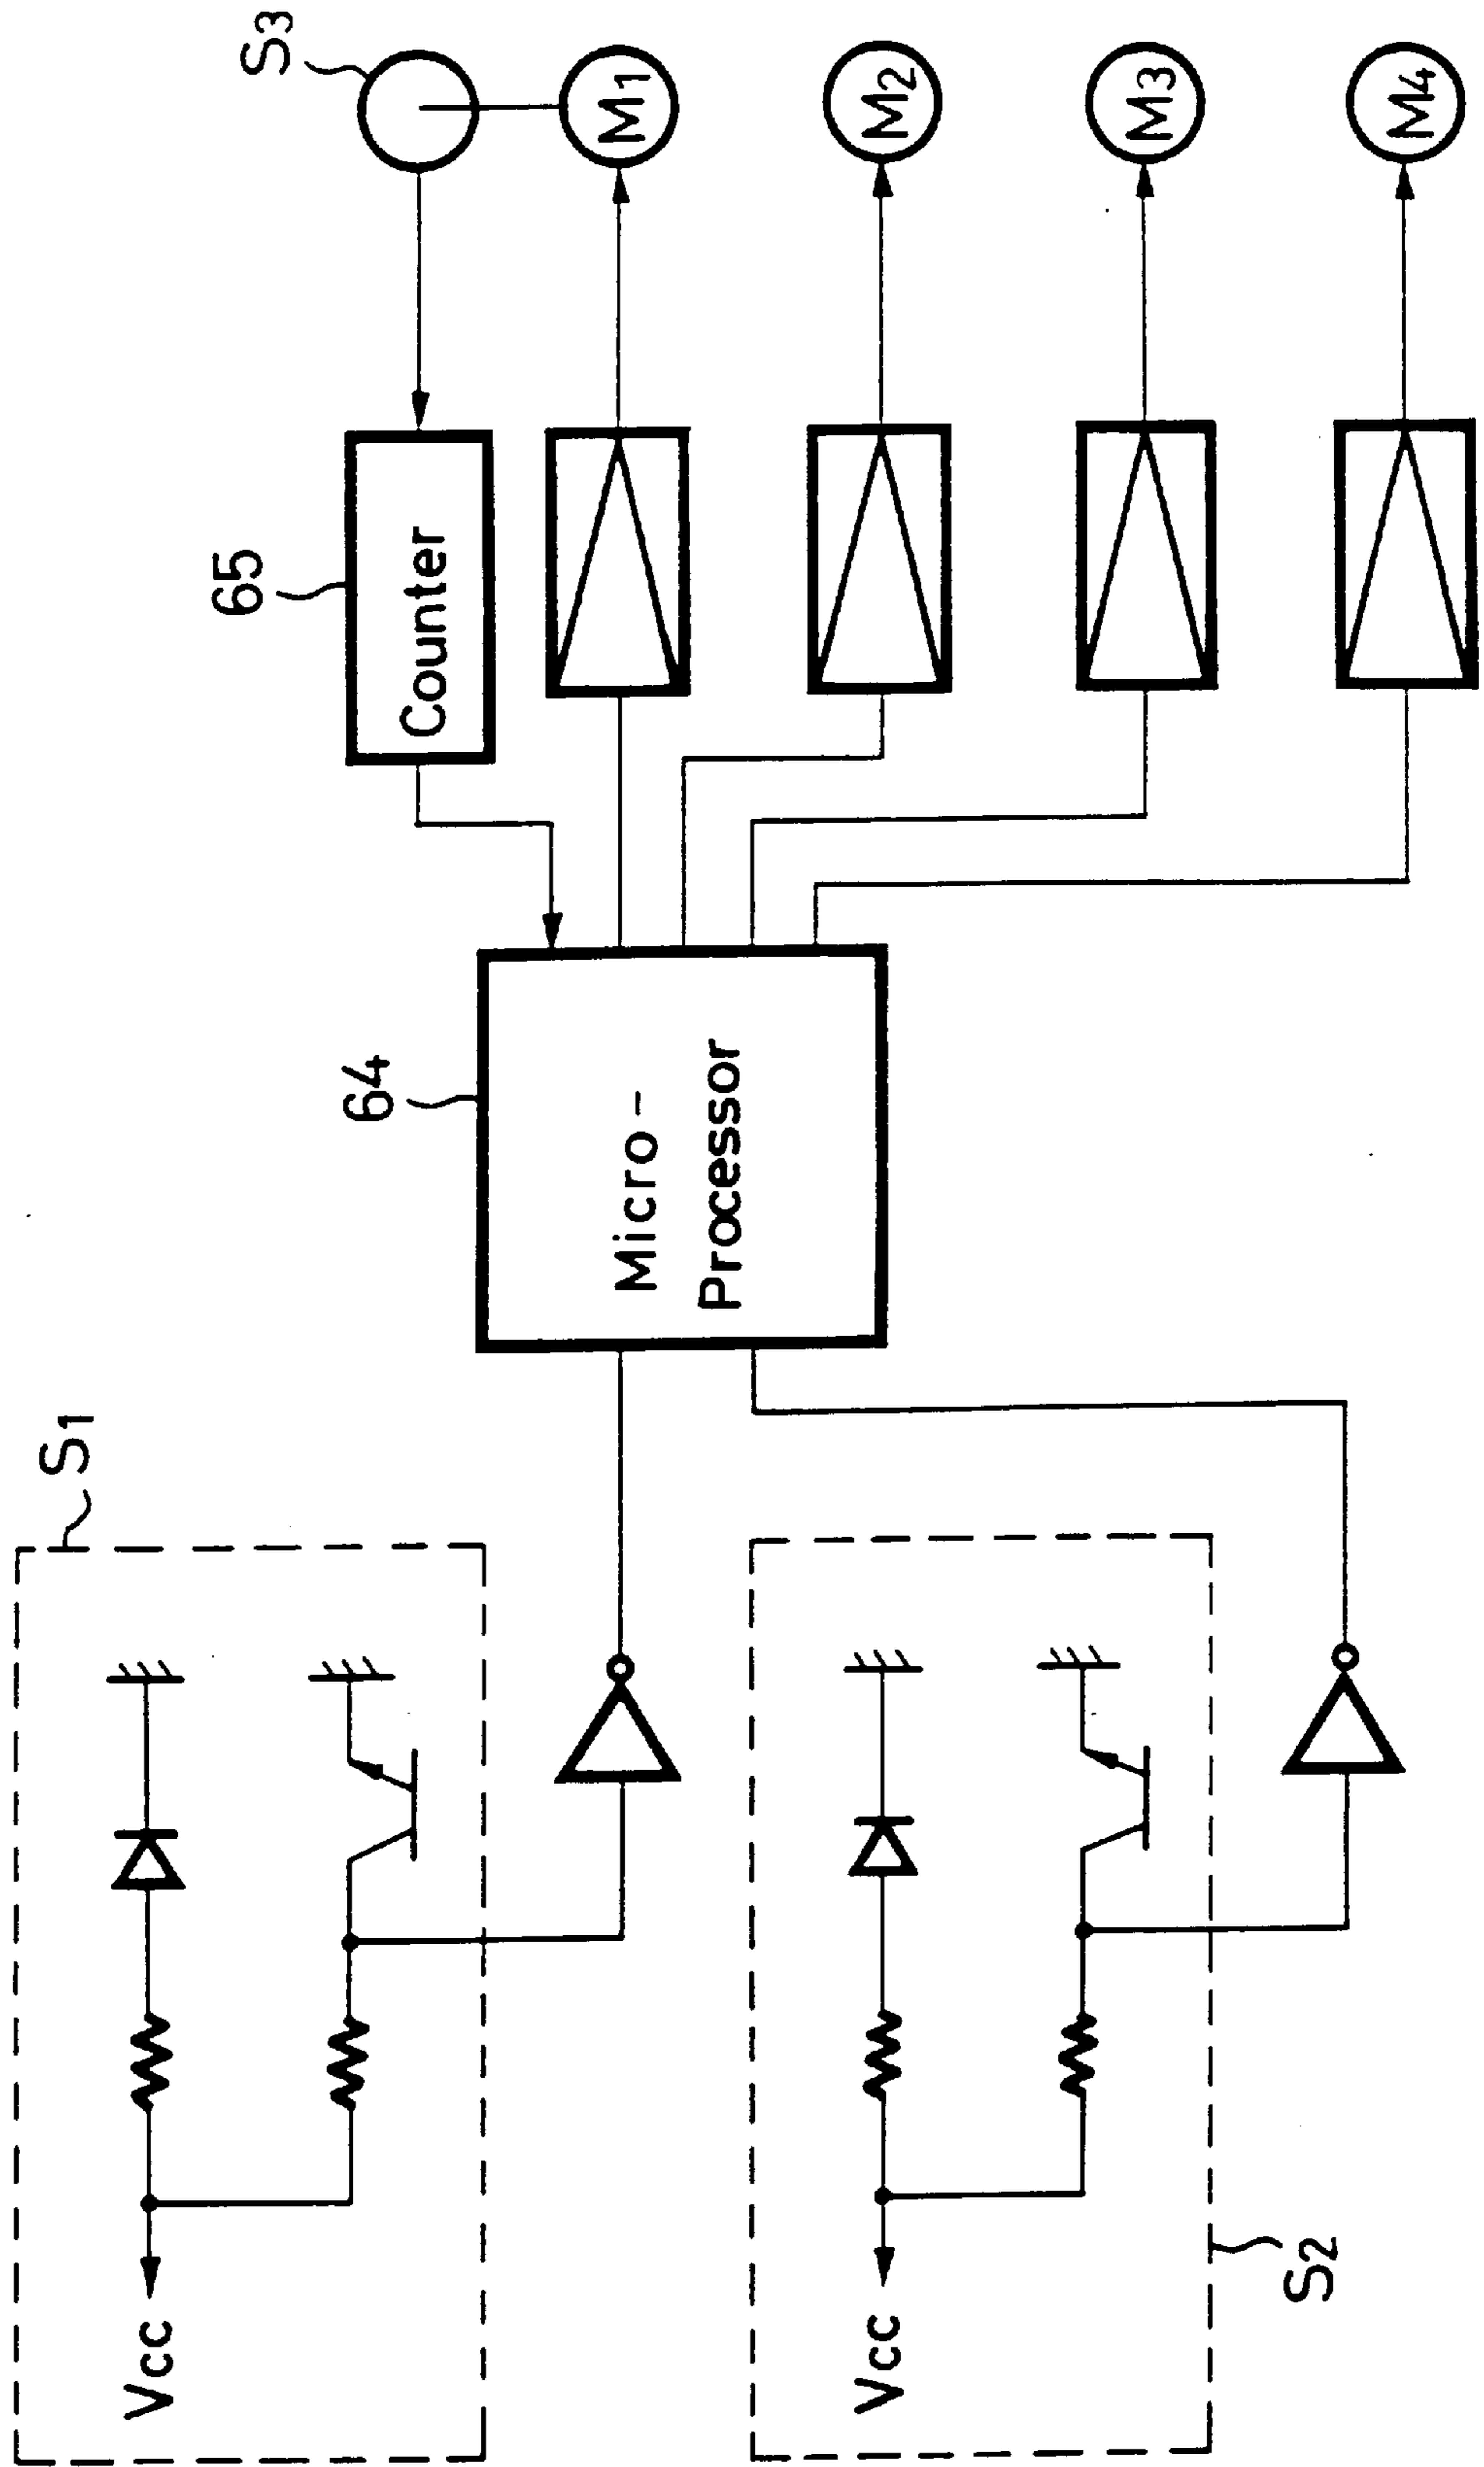 S1
Vcc
Vcc
S2
64
Micro-
Processor
65
Counter
S3
M1
M2
M3
M4